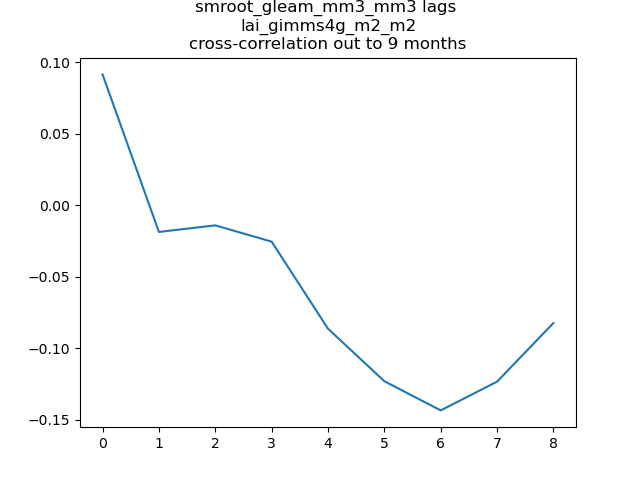 smroot_gleam_mm3_mm3 lags
lai_gimms4g_m2_m2
cross-correlation out to 9 months
0.10
0.05
0.00
−0.05
−0.10
−0.15
0 1 2 3 4 5 6 7 8